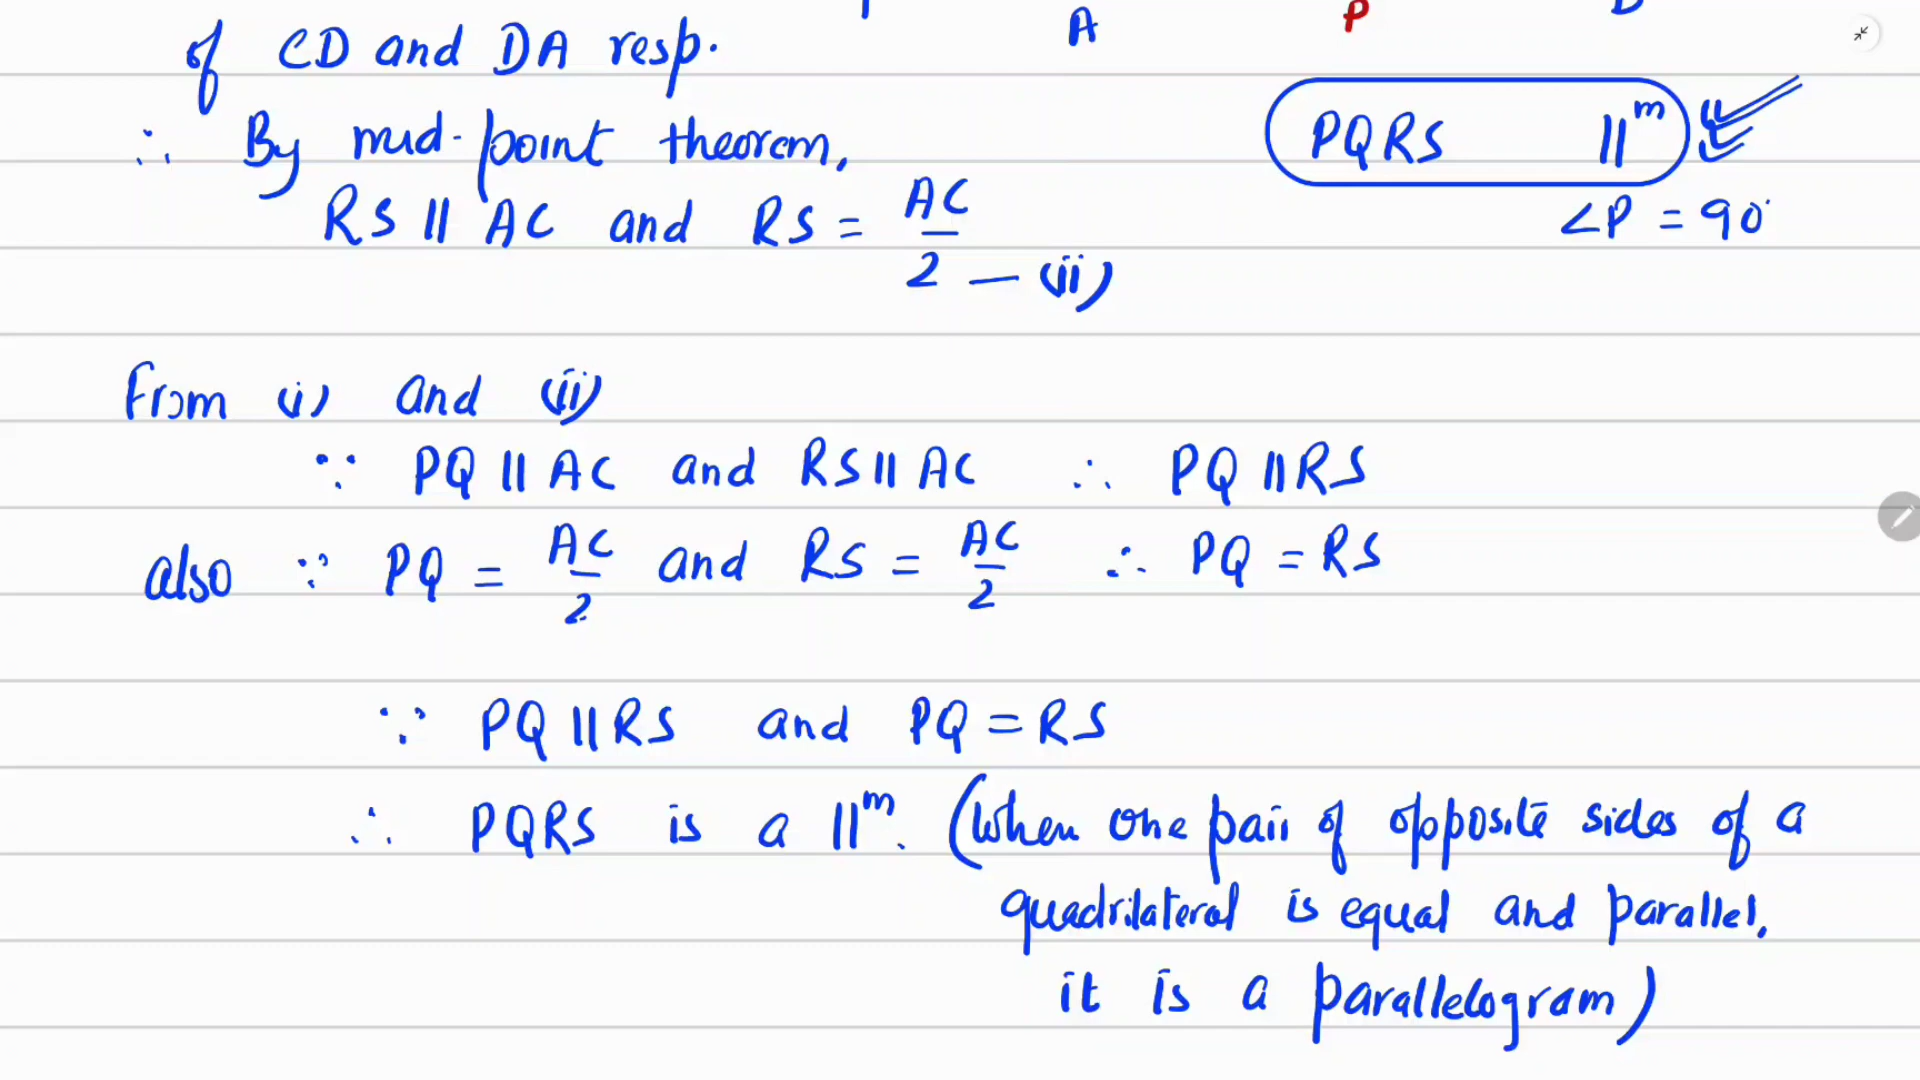 of CD and DA resp.
A P
∴ By mid-point theorem,
PQRS ||ᵐ
RS || AC and RS = AC/2 — (ii)
∠P = 90°
From (i) and (ii)
∵ PQ || AC and RS || AC ∴ PQ || RS
also ∵ PQ = AC/2 and RS = AC/2 ∴ PQ = RS
∵ PQ || RS and PQ = RS
∴ PQRS is a ||ᵐ. (When one pair of opposite sides of a
quadrilateral is equal and parallel,
it is a parallelogram)